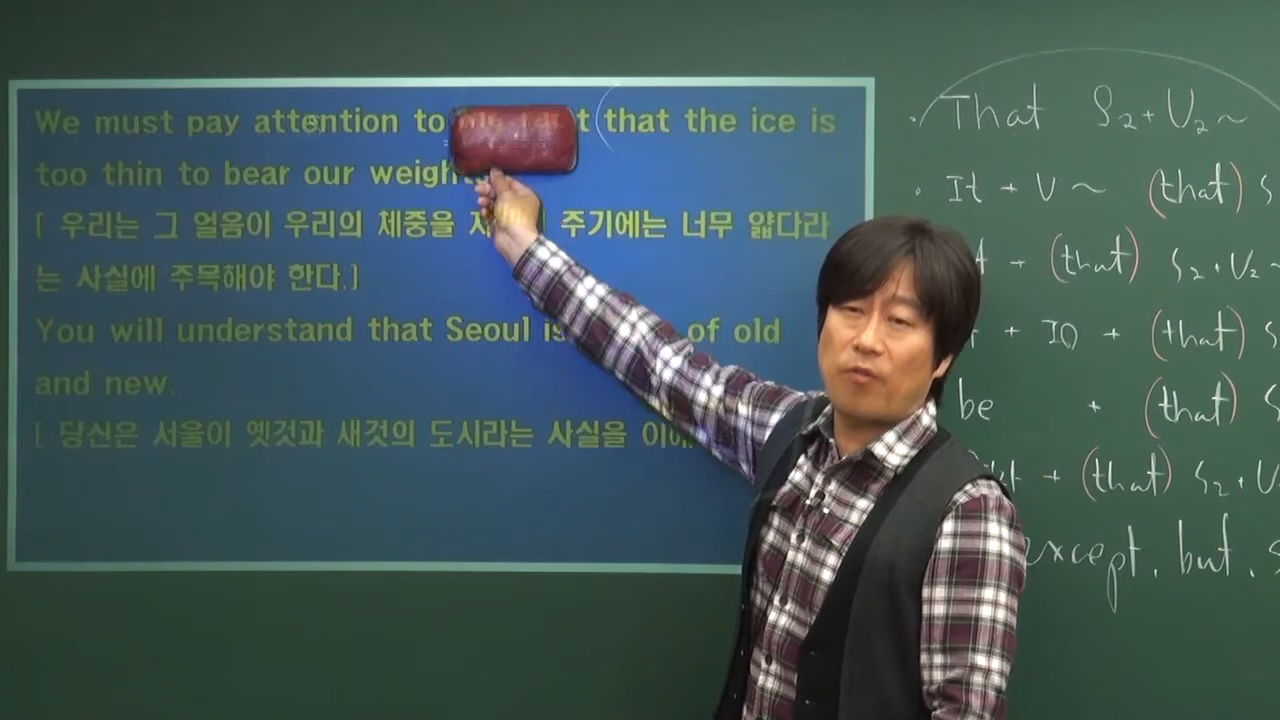 We must pay attention to that the ice is
too thin to bear our
[ 우리는 그 얼음이 우리의 체중을 주기에는 너무 얇다라
는 사실에 주목해야 한다.]
You will understand that Seoul is of old
and new.
[ 당신은 서울이 옛것과 새것의 도시라는 사실을
· That S₂+V₂~
· It + V ~ (that) S
+ (that) S₂+V₂~
+ IO + (that) S
be + (that) S
+ (that) S₂+V
except, but,